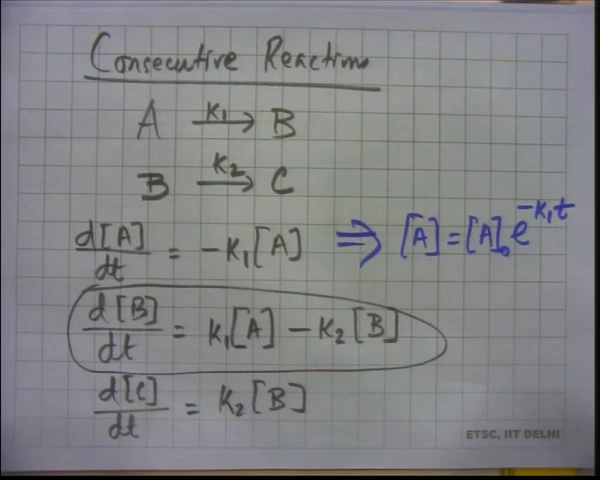 Consecutive Reactions
A —K₁→ B
B —K₂→ C
d[A]/dt = -K₁[A] ⇒ [A] = [A]₀ e^{-K₁t}
d[B]/dt = K₁[A] - K₂[B]
d[C]/dt = K₂[B]
ETSC, IIT DELHI